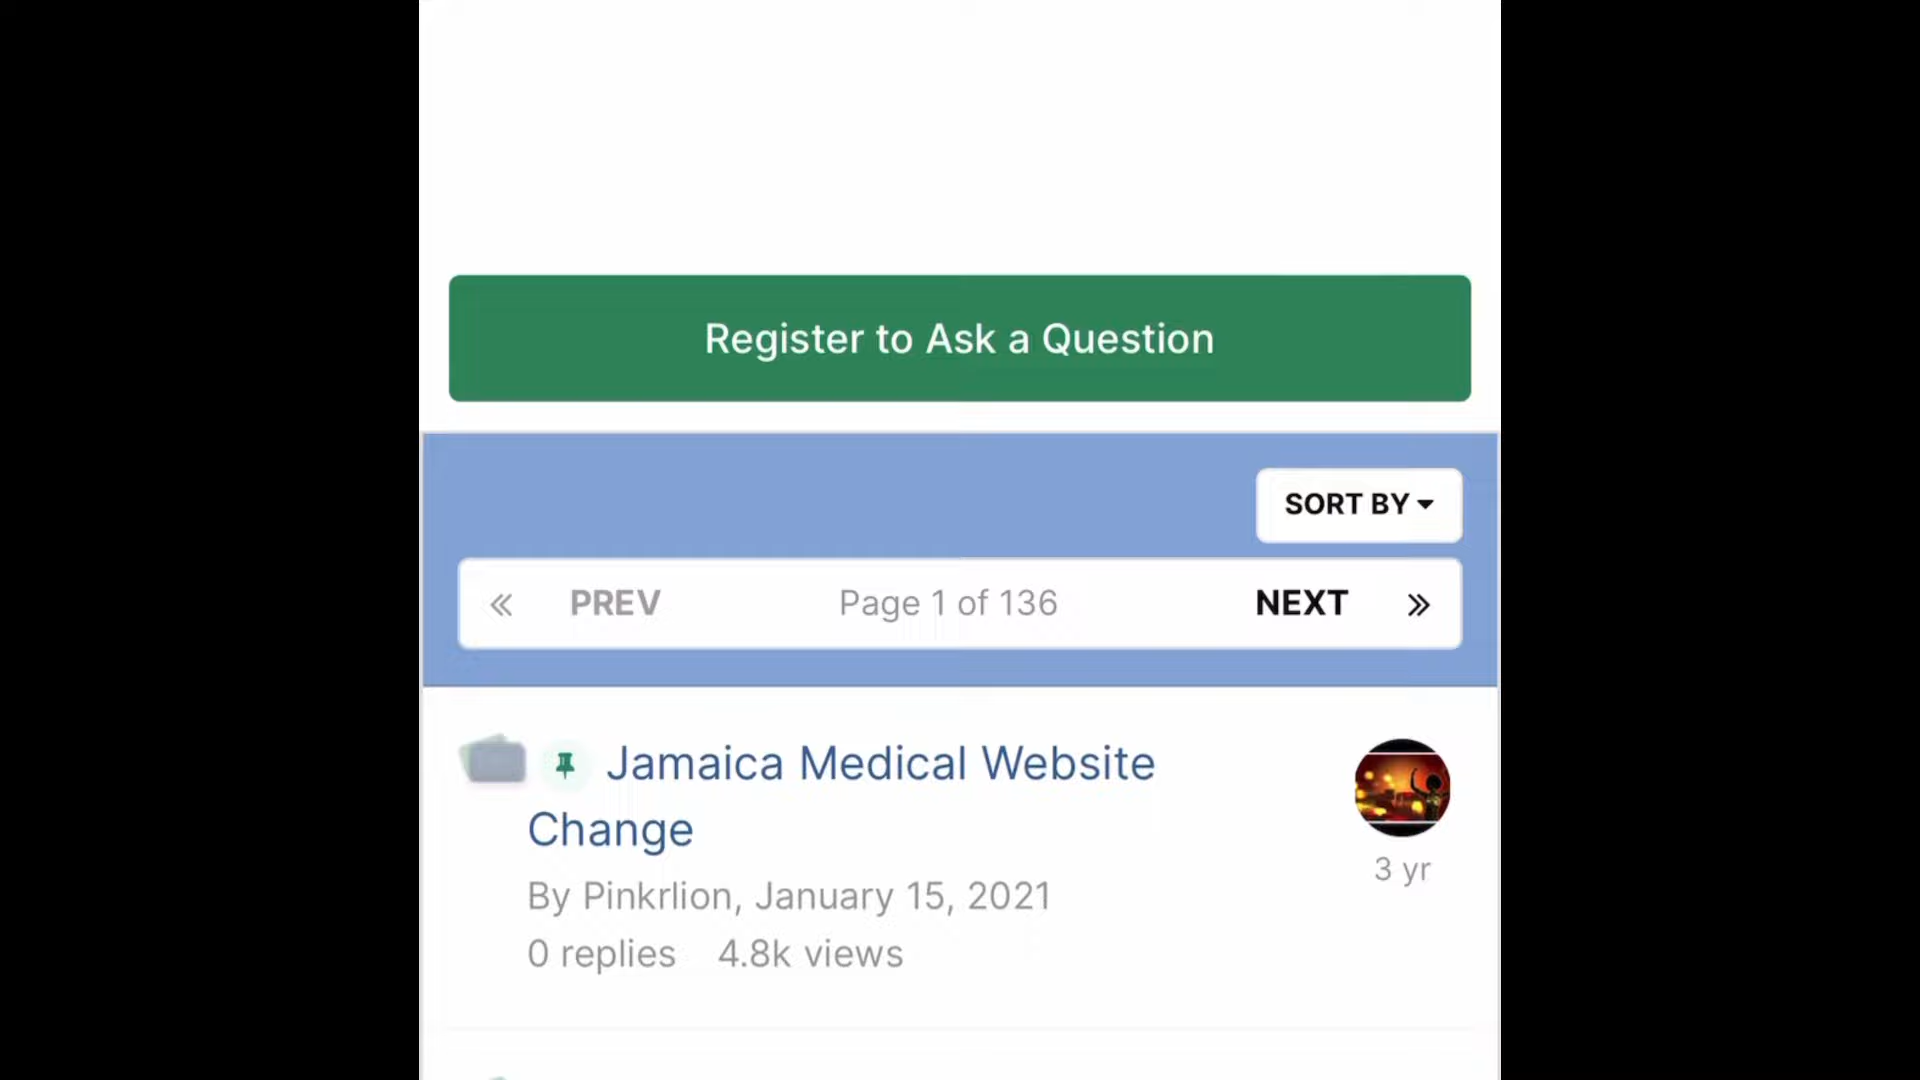 Register to Ask a Question
SORT BY
PREV Page 1 of 136 NEXT
Jamaica Medical Website
Change
By Pinkrlion, January 15, 2021
3 yr
0 replies 4.8k views